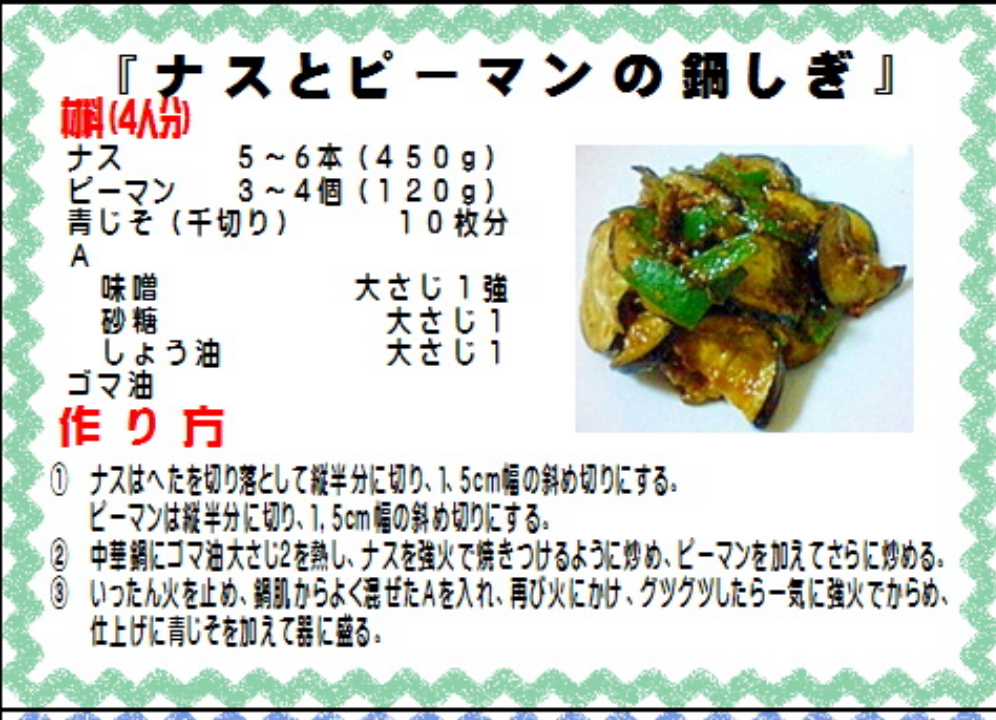 『ナスとピーマンの鍋しぎ』
材料(4人分)
ナス 5～6本(450g)
ピーマン 3～4個(120g)
青じそ(千切り) 10枚分
A
味噌 大さじ1強
砂糖 大さじ1
しょう油 大さじ1
ゴマ油
作り方
① ナスはへたを切り落として縦半分に切り、1,5cm幅の斜め切りにする。
ピーマンは縦半分に切り、1,5cm幅の斜め切りにする。
② 中華鍋にゴマ油大さじ2を熱し、ナスを強火で焼きつけるように炒め、ピーマンを加えてさらに炒める。
③ いったん火を止め、鍋肌からよく混ぜたAを入れ、再び火にかけ、グツグツしたら一気に強火でからめ、
仕上げに青じそを加えて器に盛る。